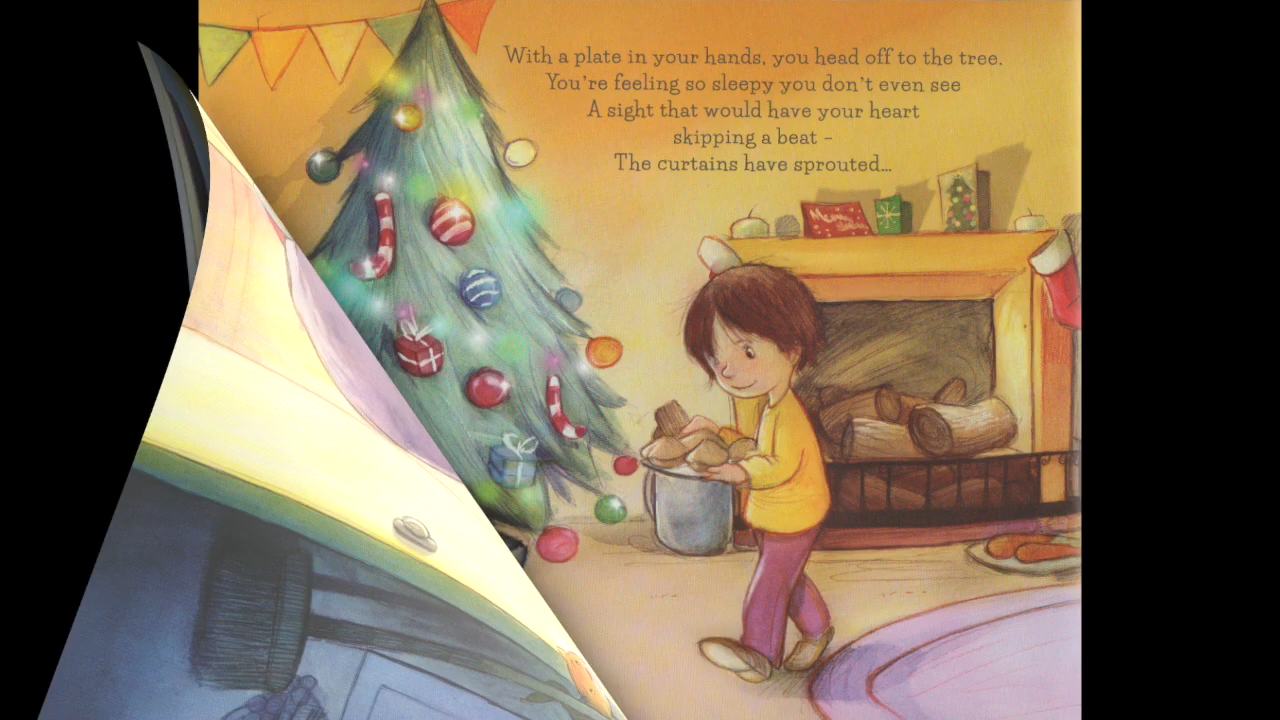 With a plate in your hands, you head off to the tree.
You're feeling so sleepy you don't even see
A sight that would have your heart
skipping a beat –
The curtains have sprouted...
Merry